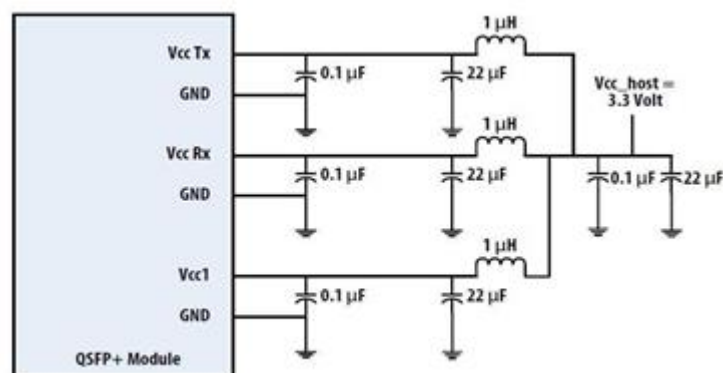 1 µH
Vcc Tx
0.1 µF
22 µF
GND
Vcc_host =
3.3 Volt
1 µH
Vcc Rx
0.1 µF
22 µF
0.1 µF
22 µF
GND
1 µH
Vcc1
0.1 µF
22 µF
GND
QSFP+ Module